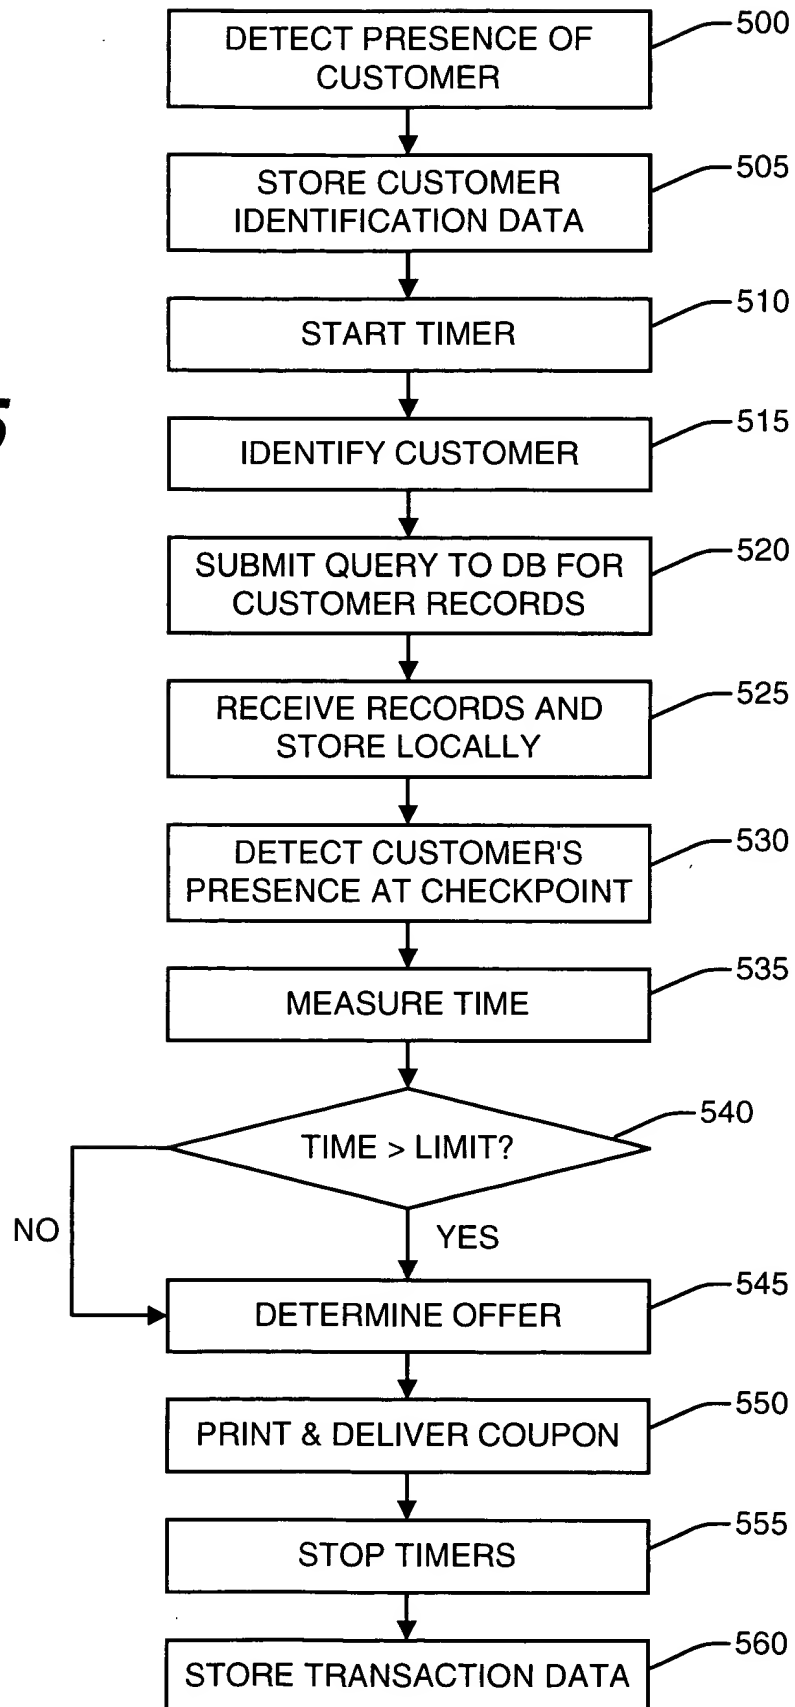 DETECT PRESENCE OF
CUSTOMER
500
STORE CUSTOMER
IDENTIFICATION DATA
505
START TIMER
510
5
IDENTIFY CUSTOMER
515
SUBMIT QUERY TO DB FOR
CUSTOMER RECORDS
520
RECEIVE RECORDS AND
STORE LOCALLY
525
DETECT CUSTOMER'S
PRESENCE AT CHECKPOINT
530
MEASURE TIME
535
TIME > LIMIT?
540
NO
YES
DETERMINE OFFER
545
PRINT & DELIVER COUPON
550
STOP TIMERS
555
STORE TRANSACTION DATA
560